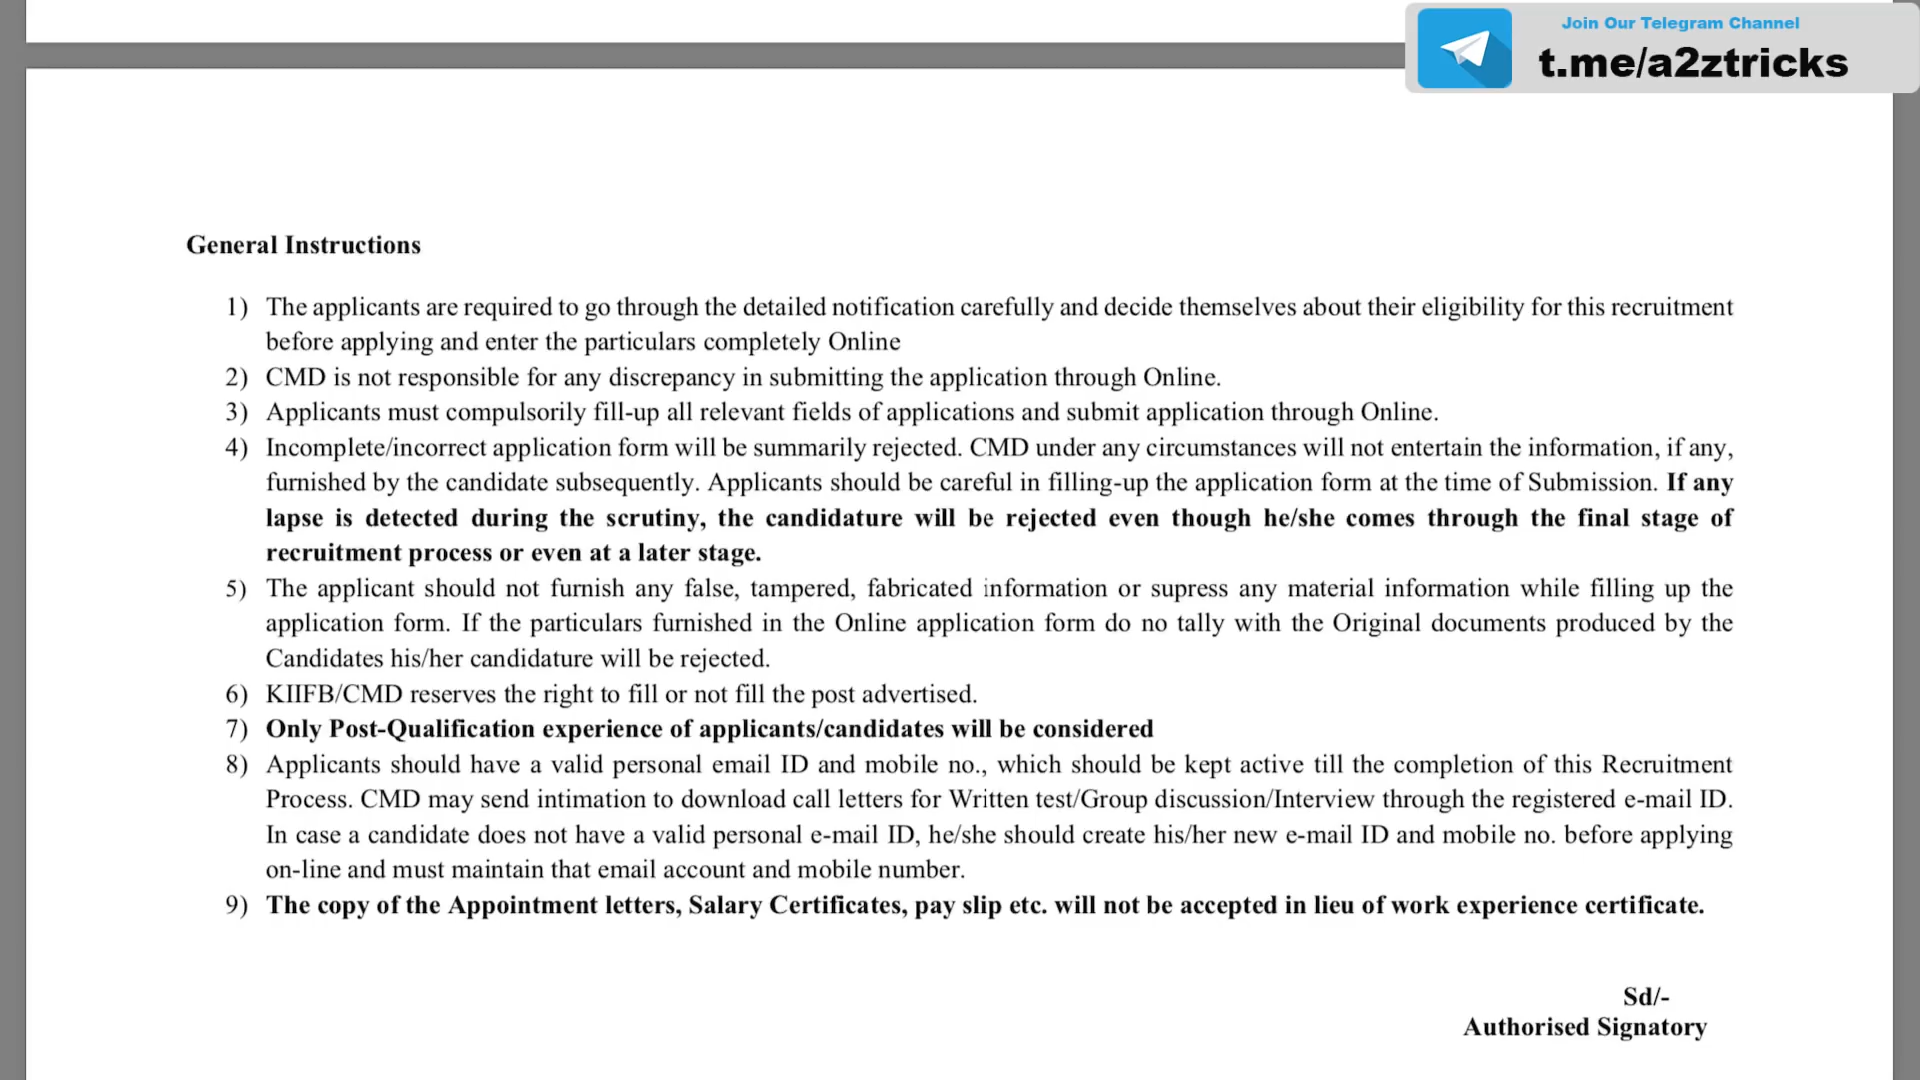 Join Our Telegram Channel
t.me/a2ztricks
General Instructions
1) The applicants are required to go through the detailed notification carefully and decide themselves about their eligibility for this recruitment
before applying and enter the particulars completely Online
2) CMD is not responsible for any discrepancy in submitting the application through Online.
3) Applicants must compulsorily fill-up all relevant fields of applications and submit application through Online.
4) Incomplete/incorrect application form will be summarily rejected. CMD under any circumstances will not entertain the information, if any,
furnished by the candidate subsequently. Applicants should be careful in filling-up the application form at the time of Submission. If any
lapse is detected during the scrutiny, the candidature will be rejected even though he/she comes through the final stage of
recruitment process or even at a later stage.
5) The applicant should not furnish any false, tampered, fabricated information or supress any material information while filling up the
application form. If the particulars furnished in the Online application form do no tally with the Original documents produced by the
Candidates his/her candidature will be rejected.
6) KIIFB/CMD reserves the right to fill or not fill the post advertised.
7) Only Post-Qualification experience of applicants/candidates will be considered
8) Applicants should have a valid personal email ID and mobile no., which should be kept active till the completion of this Recruitment
Process. CMD may send intimation to download call letters for Written test/Group discussion/Interview through the registered e-mail ID.
In case a candidate does not have a valid personal e-mail ID, he/she should create his/her new e-mail ID and mobile no. before applying
on-line and must maintain that email account and mobile number.
9) The copy of the Appointment letters, Salary Certificates, pay slip etc. will not be accepted in lieu of work experience certificate.
Sd/-
Authorised Signatory